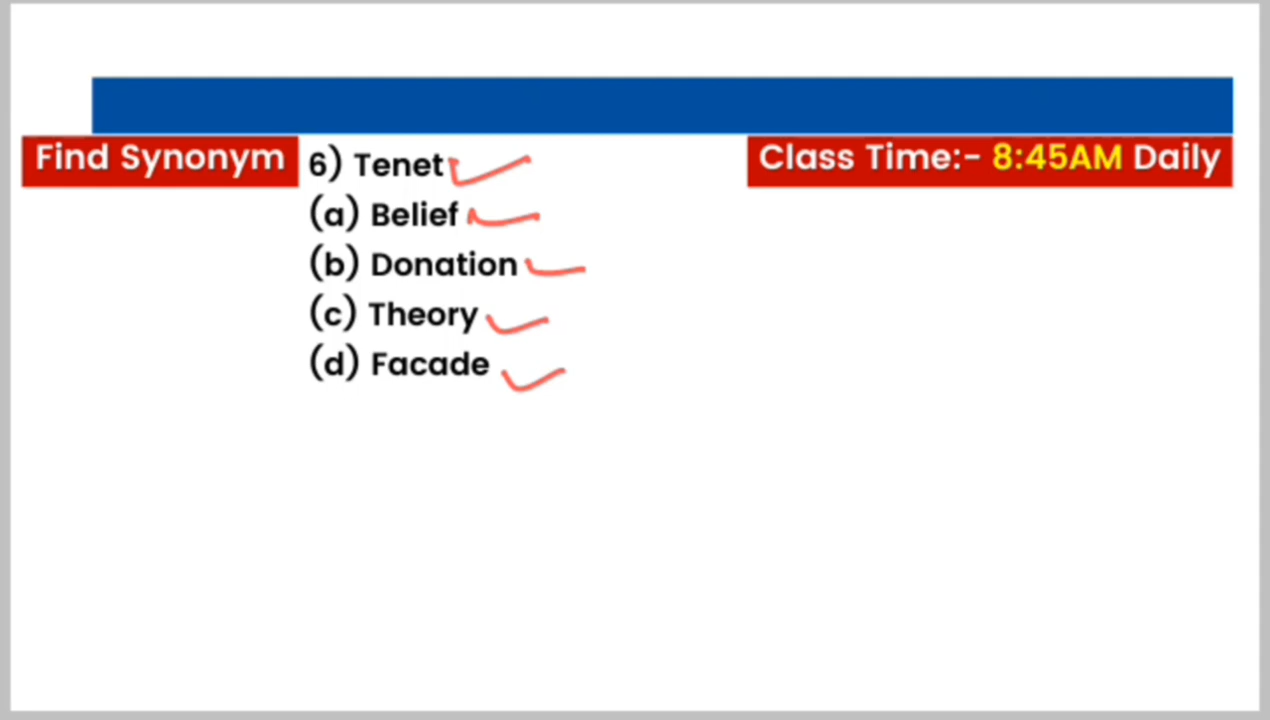 Find Synonym
6) Tenet
Class Time:- 8:45AM Daily
(a) Belief
(b) Donation
(c) Theory
(d) Facade